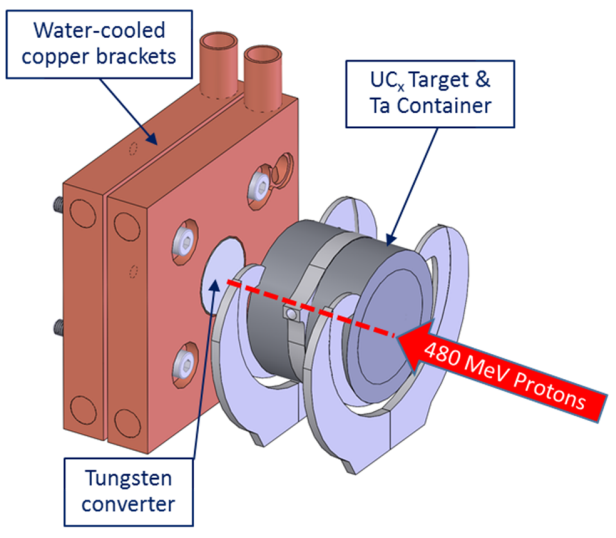 Water-cooled
copper brackets
UCx Target &
Ta Container
480 MeV Protons
Tungsten
converter